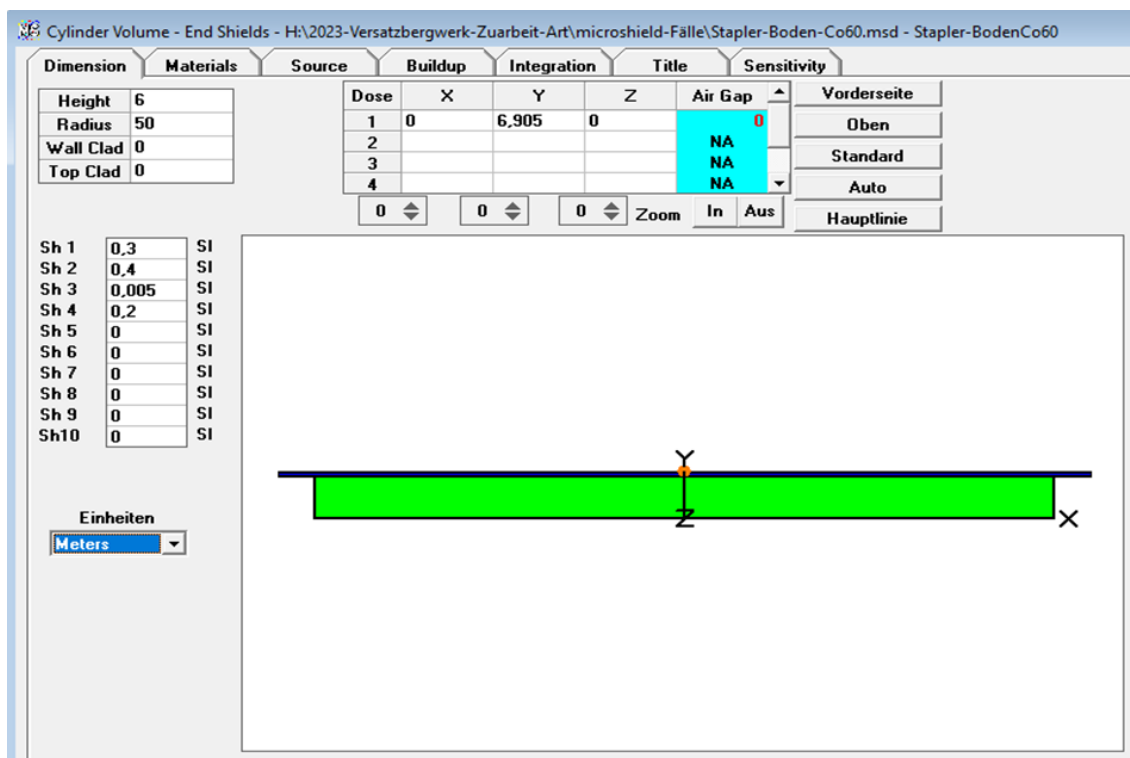 Cylinder Volume - End Shields - H:\2023-Versatzbergwerk-Zuarbeit-Art\microshield-Fälle\Stapler-Boden-Co60.msd - Stapler-BodenCo60
Dimension Materials Source Buildup Integration Title Sensitivity
Height 6
Radius 50
Wall Clad 0
Top Clad 0
Dose X Y Z Air Gap
1 0 6,905 0 0
2 NA
3 NA
4 NA
0 0 0 Zoom In Aus
Vorderseite
Oben
Standard
Auto
Hauptlinie
Sh 1 0,3 SI
Sh 2 0,4 SI
Sh 3 0,005 SI
Sh 4 0,2 SI
Sh 5 0 SI
Sh 6 0 SI
Sh 7 0 SI
Sh 8 0 SI
Sh 9 0 SI
Sh10 0 SI
Einheiten
Meters
Y
Z
X